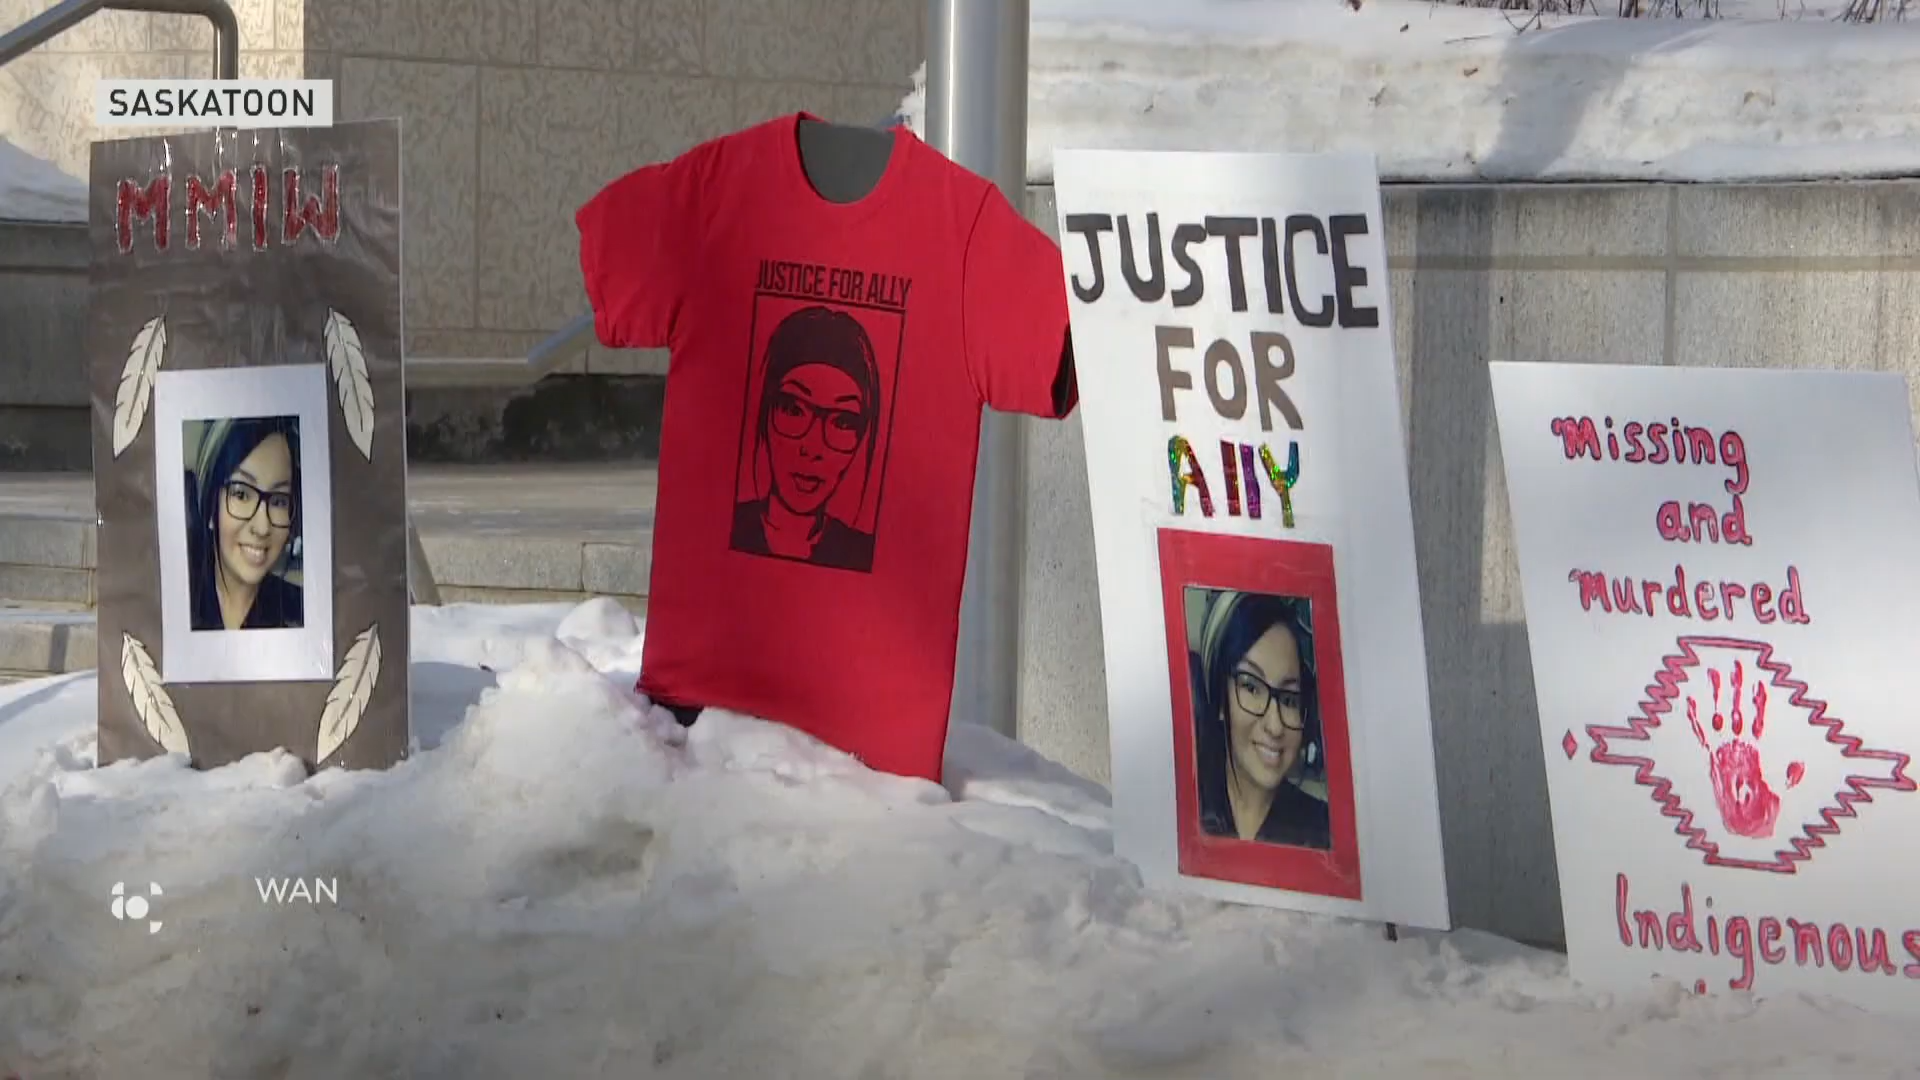 SASKATOON
MMIW
JUSTICE FOR ALLY
JUSTICE
FOR
Ally
Missing
and
Murdered
Indigenous
WAN